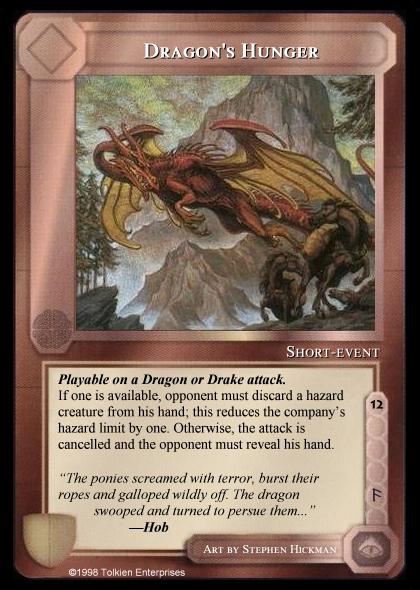 DRAGON'S HUNGER
SHORT-EVENT
Playable on a Dragon or Drake attack.
If one is available, opponent must discard a hazard
creature from his hand; this reduces the company's
hazard limit by one. Otherwise, the attack is
cancelled and the opponent must reveal his hand.
12
“The ponies screamed with terror, burst their
ropes and galloped wildly off. The dragon
swooped and turned to persue them...”
—Hob
ART BY STEPHEN HICKMAN
©1998 Tolkien Enterprises